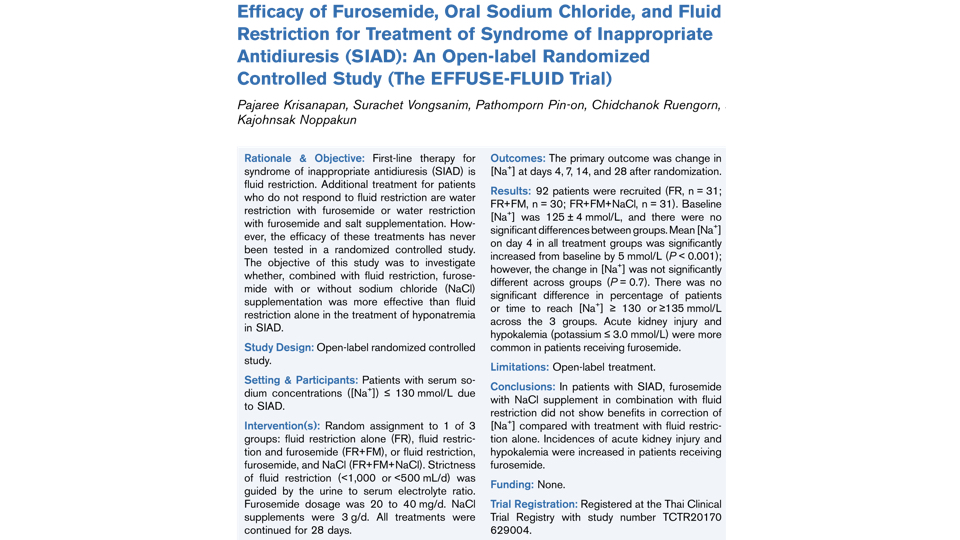 Efficacy of Furosemide, Oral Sodium Chloride, and Fluid
Restriction for Treatment of Syndrome of Inappropriate
Antidiuresis (SIAD): An Open-label Randomized
Controlled Study (The EFFUSE-FLUID Trial)
Pajaree Krisanapan, Surachet Vongsanim, Pathomporn Pin-on, Chidchanok Ruengorn,
Kajohnsak Noppakun
Rationale & Objective: First-line therapy for
syndrome of inappropriate antidiuresis (SIAD) is
fluid restriction. Additional treatment for patients
who do not respond to fluid restriction are water
restriction with furosemide or water restriction
with furosemide and salt supplementation. How-
ever, the efficacy of these treatments has never
been tested in a randomized controlled study.
The objective of this study was to investigate
whether, combined with fluid restriction, furose-
mide with or without sodium chloride (NaCl)
supplementation was more effective than fluid
restriction alone in the treatment of hyponatremia
in SIAD.
Study Design: Open-label randomized controlled
study.
Setting & Participants: Patients with serum so-
dium concentrations ([Na⁺]) ≤ 130 mmol/L due
to SIAD.
Intervention(s): Random assignment to 1 of 3
groups: fluid restriction alone (FR), fluid restric-
tion and furosemide (FR+FM), or fluid restriction,
furosemide, and NaCl (FR+FM+NaCl). Strictness
of fluid restriction (<1,000 or <500 mL/d) was
guided by the urine to serum electrolyte ratio.
Furosemide dosage was 20 to 40 mg/d. NaCl
supplements were 3 g/d. All treatments were
continued for 28 days.
Outcomes: The primary outcome was change in
[Na⁺] at days 4, 7, 14, and 28 after randomization.
Results: 92 patients were recruited (FR, n = 31;
FR+FM, n = 30; FR+FM+NaCl, n = 31). Baseline
[Na⁺] was 125 ± 4 mmol/L, and there were no
significant differences between groups. Mean [Na⁺]
on day 4 in all treatment groups was significantly
increased from baseline by 5 mmol/L (P < 0.001);
however, the change in [Na⁺] was not significantly
different across groups (P = 0.7). There was no
significant difference in percentage of patients
or time to reach [Na⁺] ≥ 130 or ≥135 mmol/L
across the 3 groups. Acute kidney injury and
hypokalemia (potassium ≤ 3.0 mmol/L) were more
common in patients receiving furosemide.
Limitations: Open-label treatment.
Conclusions: In patients with SIAD, furosemide
with NaCl supplement in combination with fluid
restriction did not show benefits in correction of
[Na⁺] compared with treatment with fluid restric-
tion alone. Incidences of acute kidney injury and
hypokalemia were increased in patients receiving
furosemide.
Funding: None.
Trial Registration: Registered at the Thai Clinical
Trial Registry with study number TCTR20170
629004.